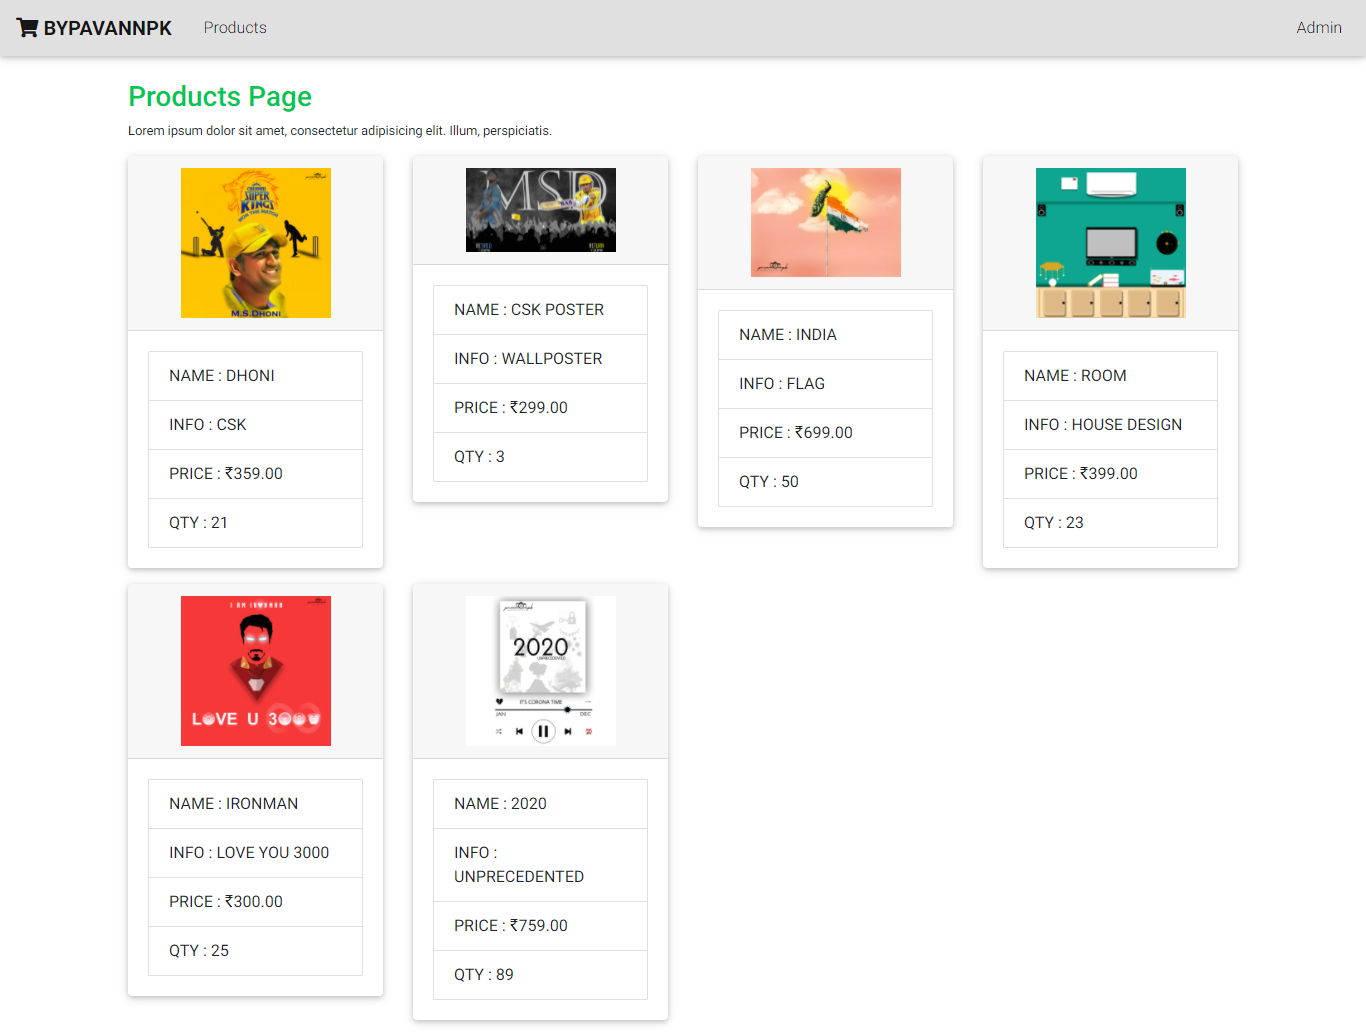 BYPAVANNPK
Products
Admin
Products Page
Lorem ipsum dolor sit amet, consectetur adipisicing elit. Illum, perspiciatis.
CHENNAI
SUPER
KINGS
M.S.DHONI
NAME : DHONI
INFO : CSK
PRICE : ₹359.00
QTY : 21
MSD
RETURN
NAME : CSK POSTER
INFO : WALLPOSTER
PRICE : ₹299.00
QTY : 3
NAME : INDIA
INFO : FLAG
PRICE : ₹699.00
QTY : 50
NAME : ROOM
INFO : HOUSE DESIGN
PRICE : ₹399.00
QTY : 23
I AM IRONMAN
LOVE U 3000
NAME : IRONMAN
INFO : LOVE YOU 3000
PRICE : ₹300.00
QTY : 25
2020
UNPRECEDENTED
IT'S CORONA TIME
JAN
DEC
NAME : 2020
INFO :
UNPRECEDENTED
PRICE : ₹759.00
QTY : 89